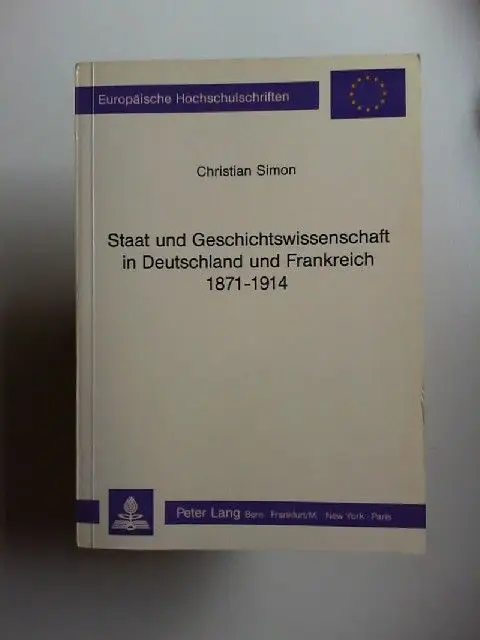 Europäische Hochschulschriften
Christian Simon
Staat und Geschichtswissenschaft
in Deutschland und Frankreich
1871-1914
Peter Lang Bern · Frankfurt/M. · New York · Paris